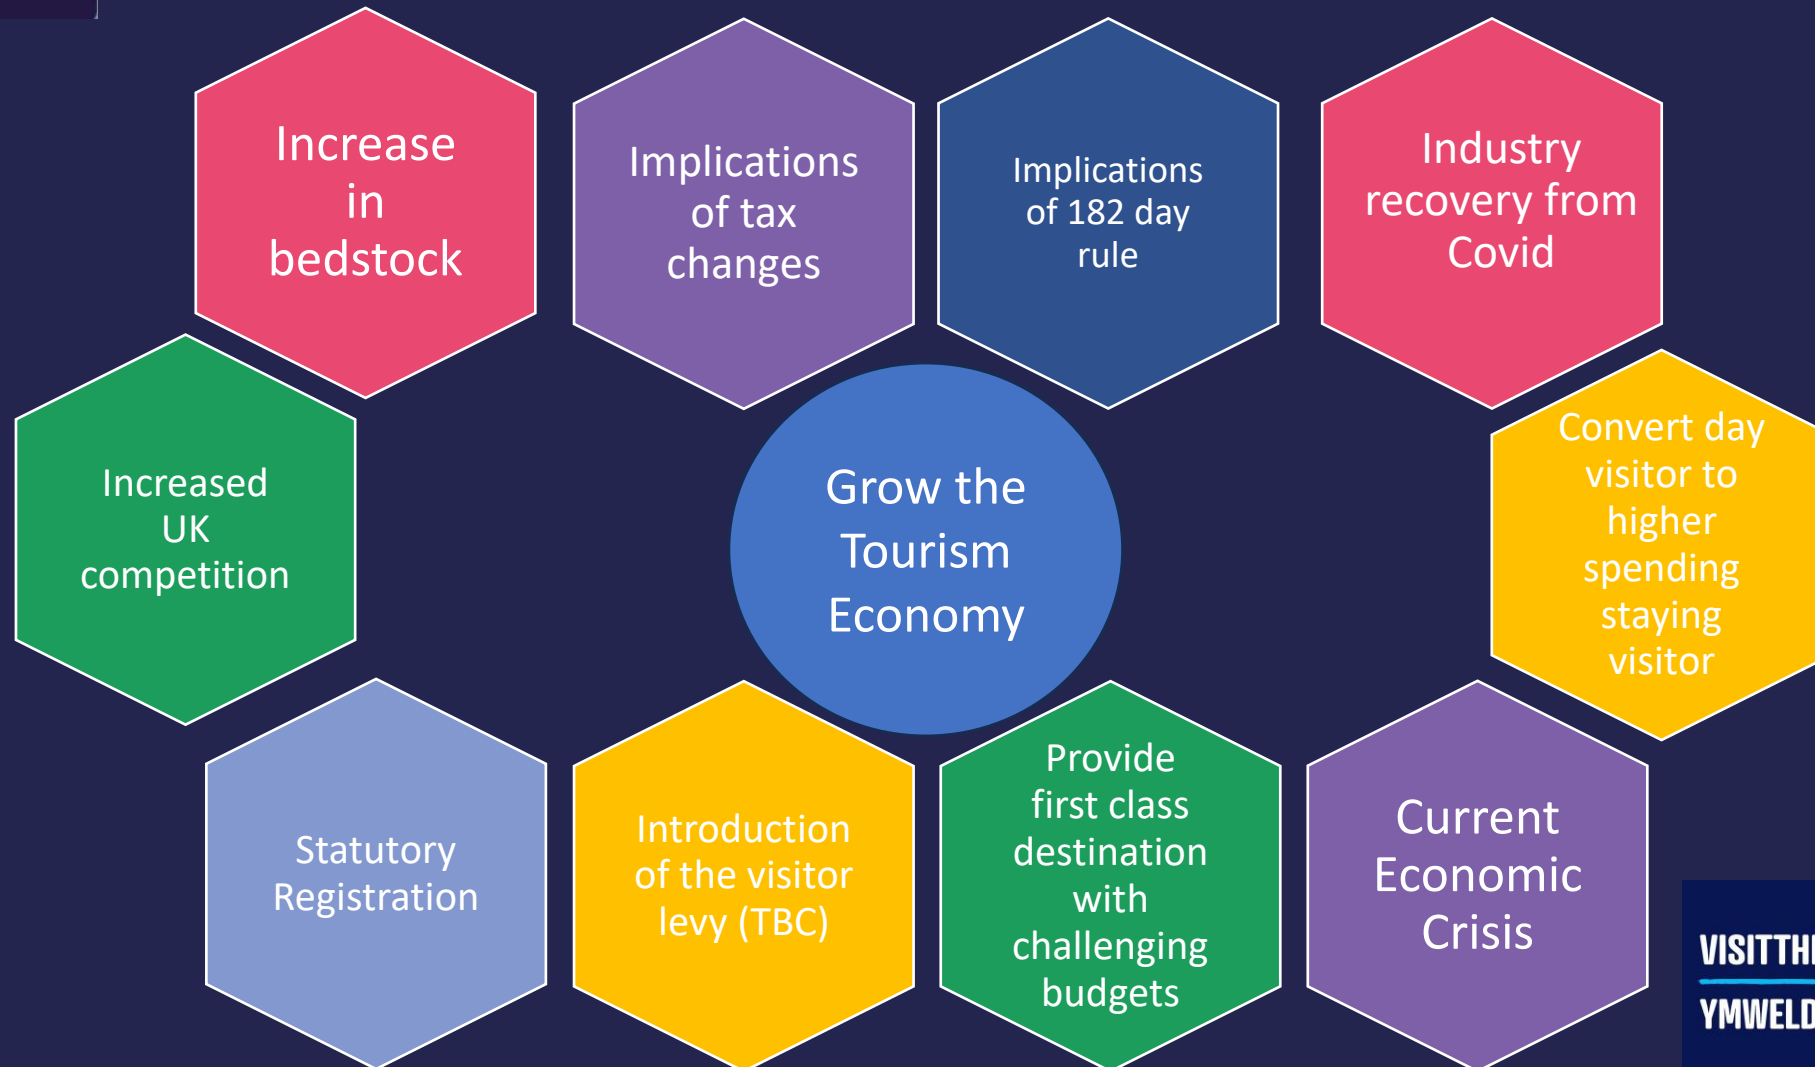 Increase
in
bedstock
Implications
of tax
changes
Implications
of 182 day
rule
Industry
recovery from
Covid
Increased
UK
competition
Grow the
Tourism
Economy
Convert day
visitor to
higher
spending
staying
visitor
Statutory
Registration
Introduction
of the visitor
levy (TBC)
Provide
first class
destination
with
challenging
budgets
Current
Economic
Crisis